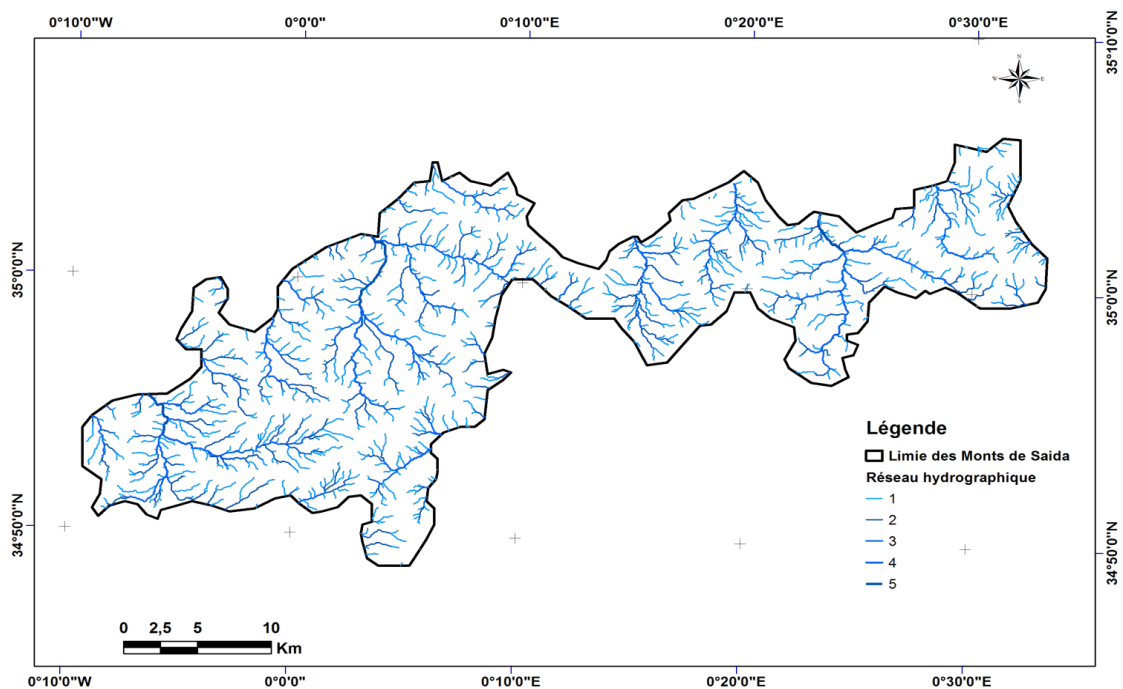 0°10'0"W 0°0'0" 0°10'0"E 0°20'0"E 0°30'0"E
35°10'0"N
N
W E
S
35°0'0"N
35°0'0"N
Légende
Limie des Monts de Saida
Réseau hydrographique
1
2
3
4
5
34°50'0"N
34°50'0"N
0 2,5 5 10
Km
0°10'0"W 0°0'0" 0°10'0"E 0°20'0"E 0°30'0"E